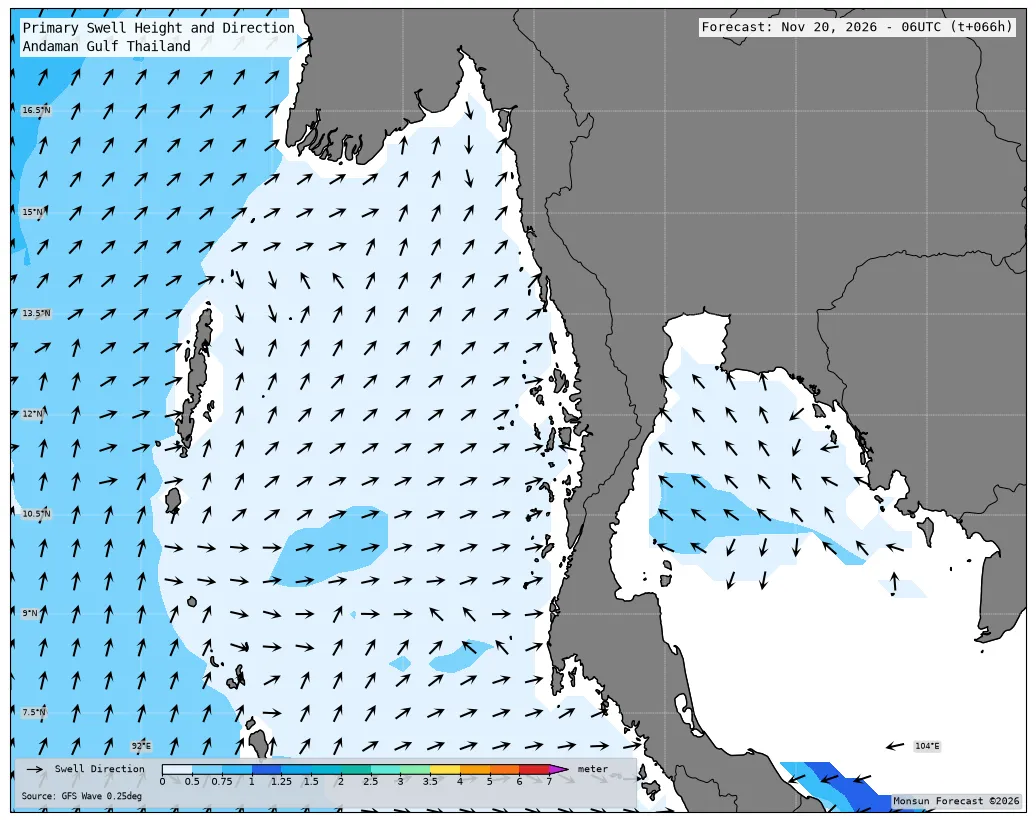 Primary Swell Height and Direction
Andaman Gulf Thailand
Forecast: Nov 20, 2026 - 06UTC (t+066h)
16.5°N
15°N
13.5°N
12°N
10.5°N
9°N
7.5°N
92°E
104°E
Swell Direction
0 0.5 0.75 1 1.25 1.5 2 2.5 3 3.5 4 5 6 7
meter
Source: GFS Wave 0.25deg
Monsun Forecast ©2026